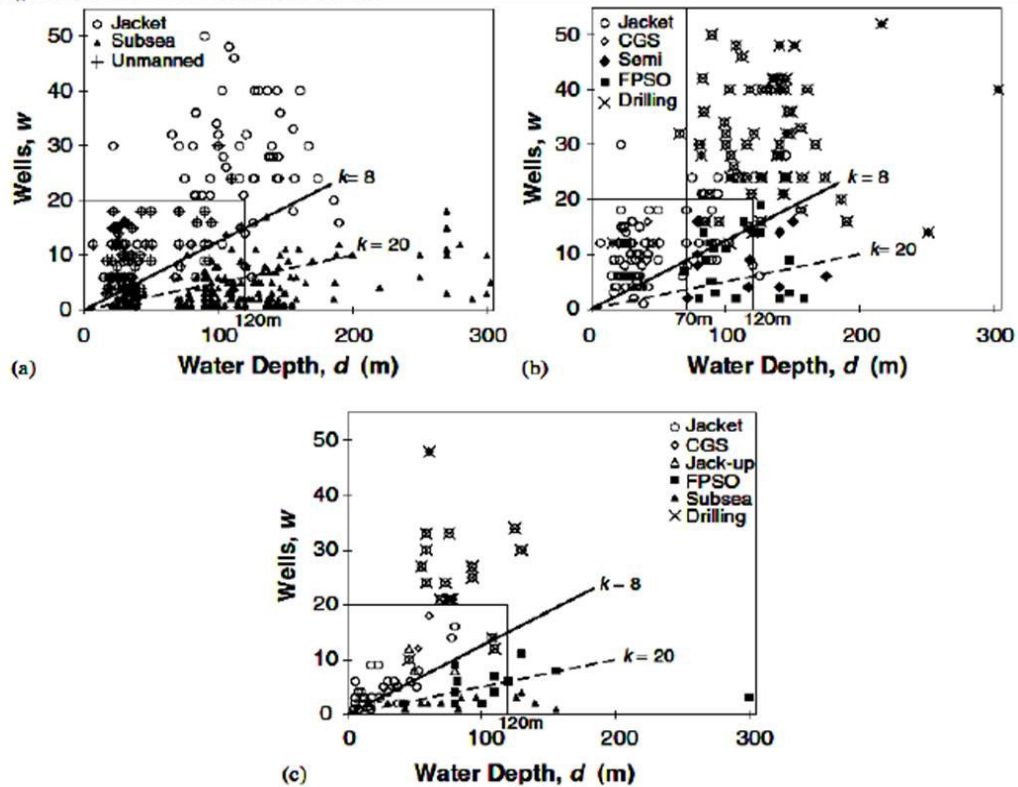 50
40
30
20
10
0
Wells, w
Jacket
Subsea
Unmanned
k= 8
k = 20
0
100
120m
200
300
Water Depth, d (m)
(a)
50
40
30
20
10
0
Wells, w
Jacket
CGS
Semi
FPSO
Drilling
k= 8
k = 20
0
70m
100
120m
200
300
Water Depth, d (m)
(b)
50
40
30
20
10
0
Wells, w
Jacket
CGS
Jack-up
FPSO
Subsea
Drilling
k – 8
k = 20
0
100
120m
200
300
Water Depth, d (m)
(c)